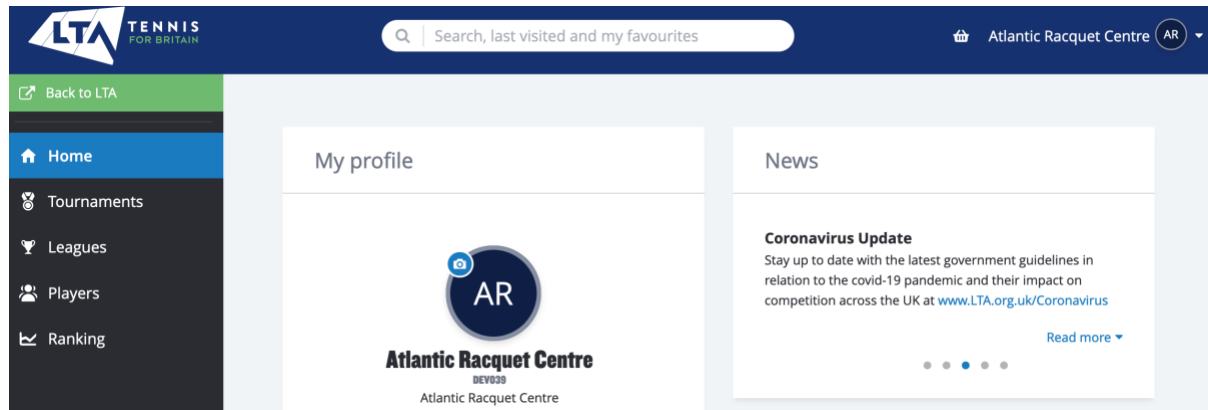 LTA TENNIS
FOR BRITAIN
Search, last visited and my favourites
Atlantic Racquet Centre AR
Back to LTA
Home
Tournaments
Leagues
Players
Ranking
My profile
AR
Atlantic Racquet Centre
DEV039
Atlantic Racquet Centre
News
Coronavirus Update
Stay up to date with the latest government guidelines in
relation to the covid-19 pandemic and their impact on
competition across the UK at www.LTA.org.uk/Coronavirus
Read more